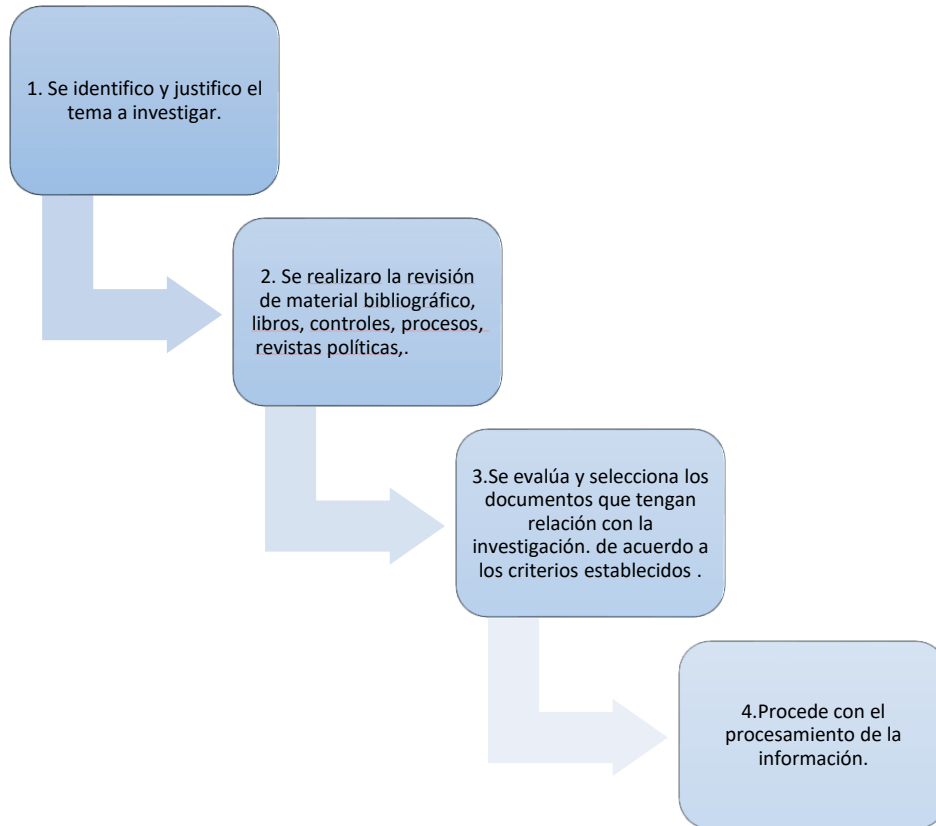 1. Se identifico y justifico el
tema a investigar.
2. Se realizaro la revisión
de material bibliográfico,
libros, controles, procesos,
revistas políticas,.
3.Se evalúa y selecciona los
documentos que tengan
relación con la
investigación. de acuerdo a
los criterios establecidos .
4.Procede con el
procesamiento de la
información.